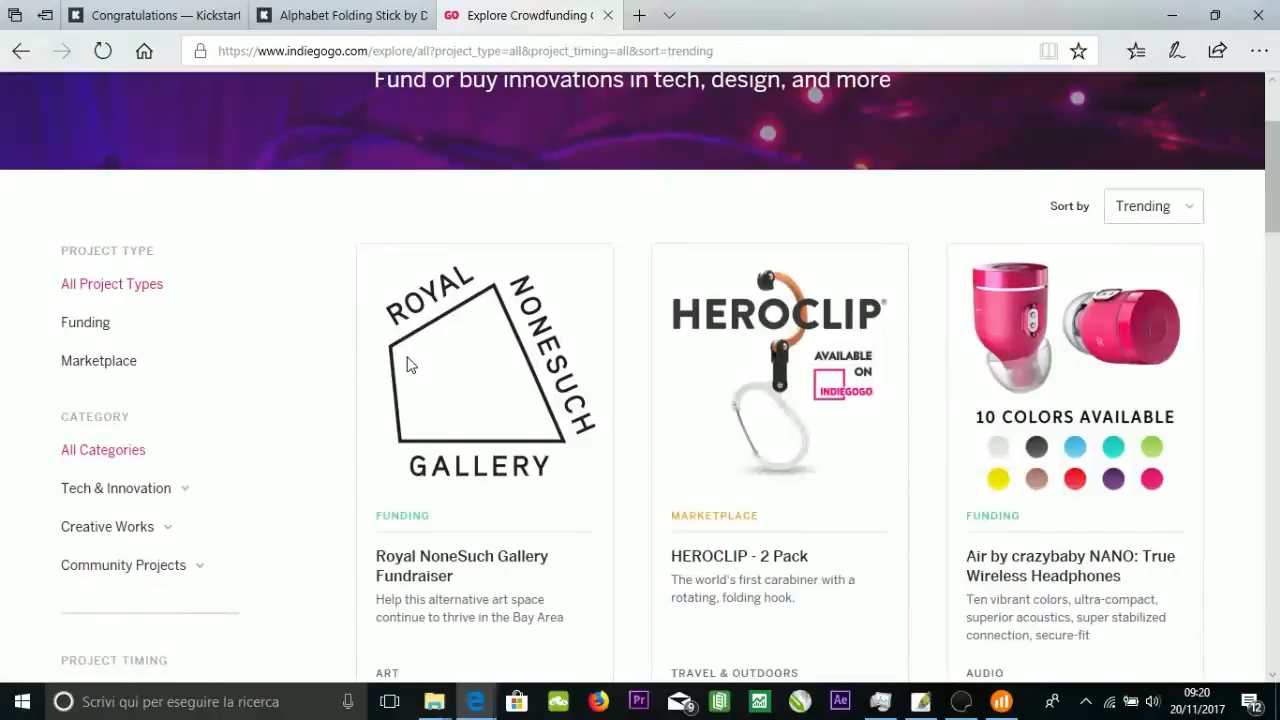 Congratulations — Kickstart
Alphabet Folding Stick by D
GO Explore Crowdfunding C
https://www.indiegogo.com/explore/all?project_type=all&project_timing=all&sort=trending
Fund or buy innovations in tech, design, and more
Sort by
Trending
PROJECT TYPE
All Project Types
Funding
Marketplace
CATEGORY
All Categories
Tech & Innovation
Creative Works
Community Projects
PROJECT TIMING
ROYAL
NONESUCH
GALLERY
FUNDING
Royal NoneSuch Gallery
Fundraiser
Help this alternative art space
continue to thrive in the Bay Area
ART
HEROCLIP®
AVAILABLE
ON
INDIEGOGO
MARKETPLACE
HEROCLIP - 2 Pack
The world's first carabiner with a
rotating, folding hook.
TRAVEL & OUTDOORS
10 COLORS AVAILABLE
FUNDING
Air by crazybaby NANO: True
Wireless Headphones
Ten vibrant colors, ultra-compact,
superior acoustics, super stabilized
connection, secure-fit
AUDIO
Scrivi qui per eseguire la ricerca
Pr
9
Ae
09:20
20/11/2017
12